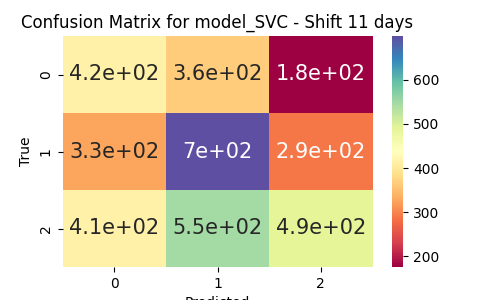 Confusion Matrix for model_SVC - Shift 11 days
0 4.2e+02 3.6e+02 1.8e+02
1 3.3e+02 7e+02 2.9e+02
2 4.1e+02 5.5e+02 4.9e+02
0 1 2
True
Predicted
600
500
400
300
200